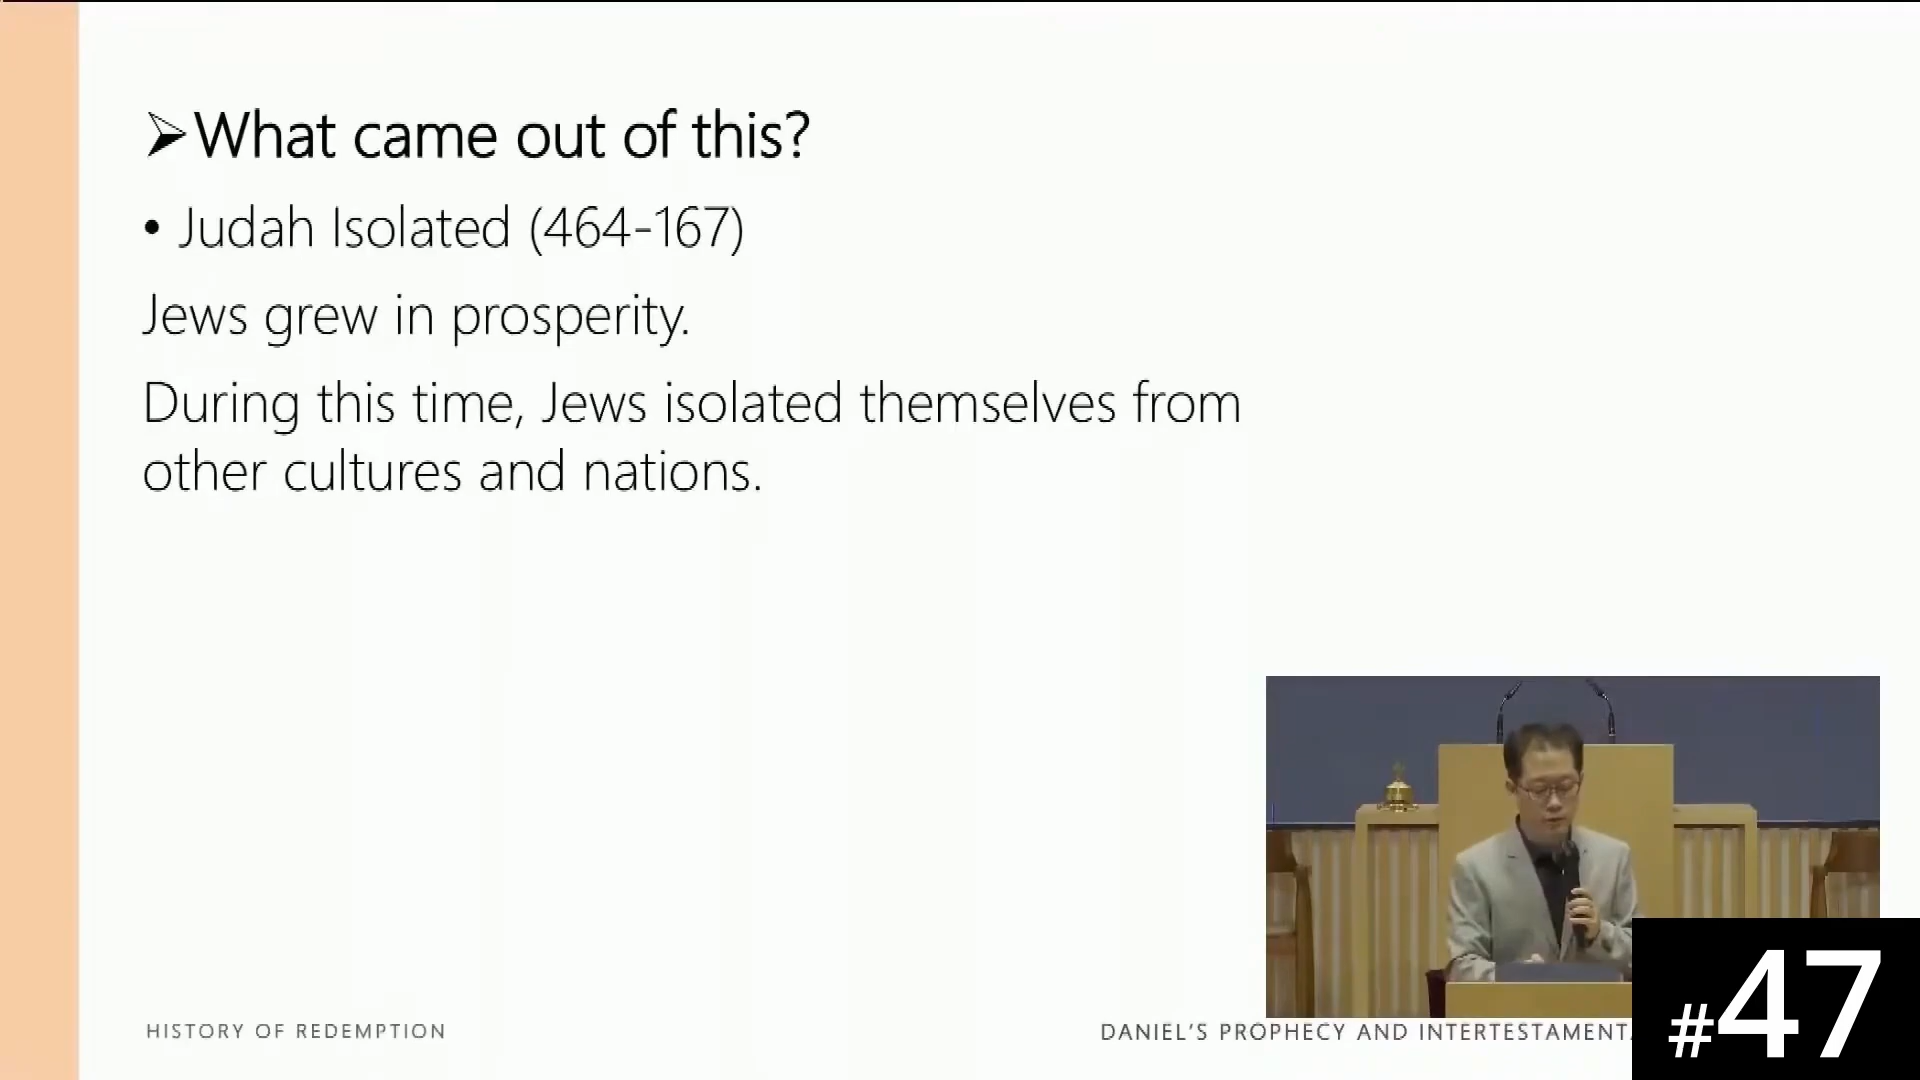 ➢What came out of this?
• Judah Isolated (464-167)
Jews grew in prosperity.
During this time, Jews isolated themselves from
other cultures and nations.
HISTORY OF REDEMPTION
DANIEL'S PROPHECY AND INTERTESTAMENT
#47